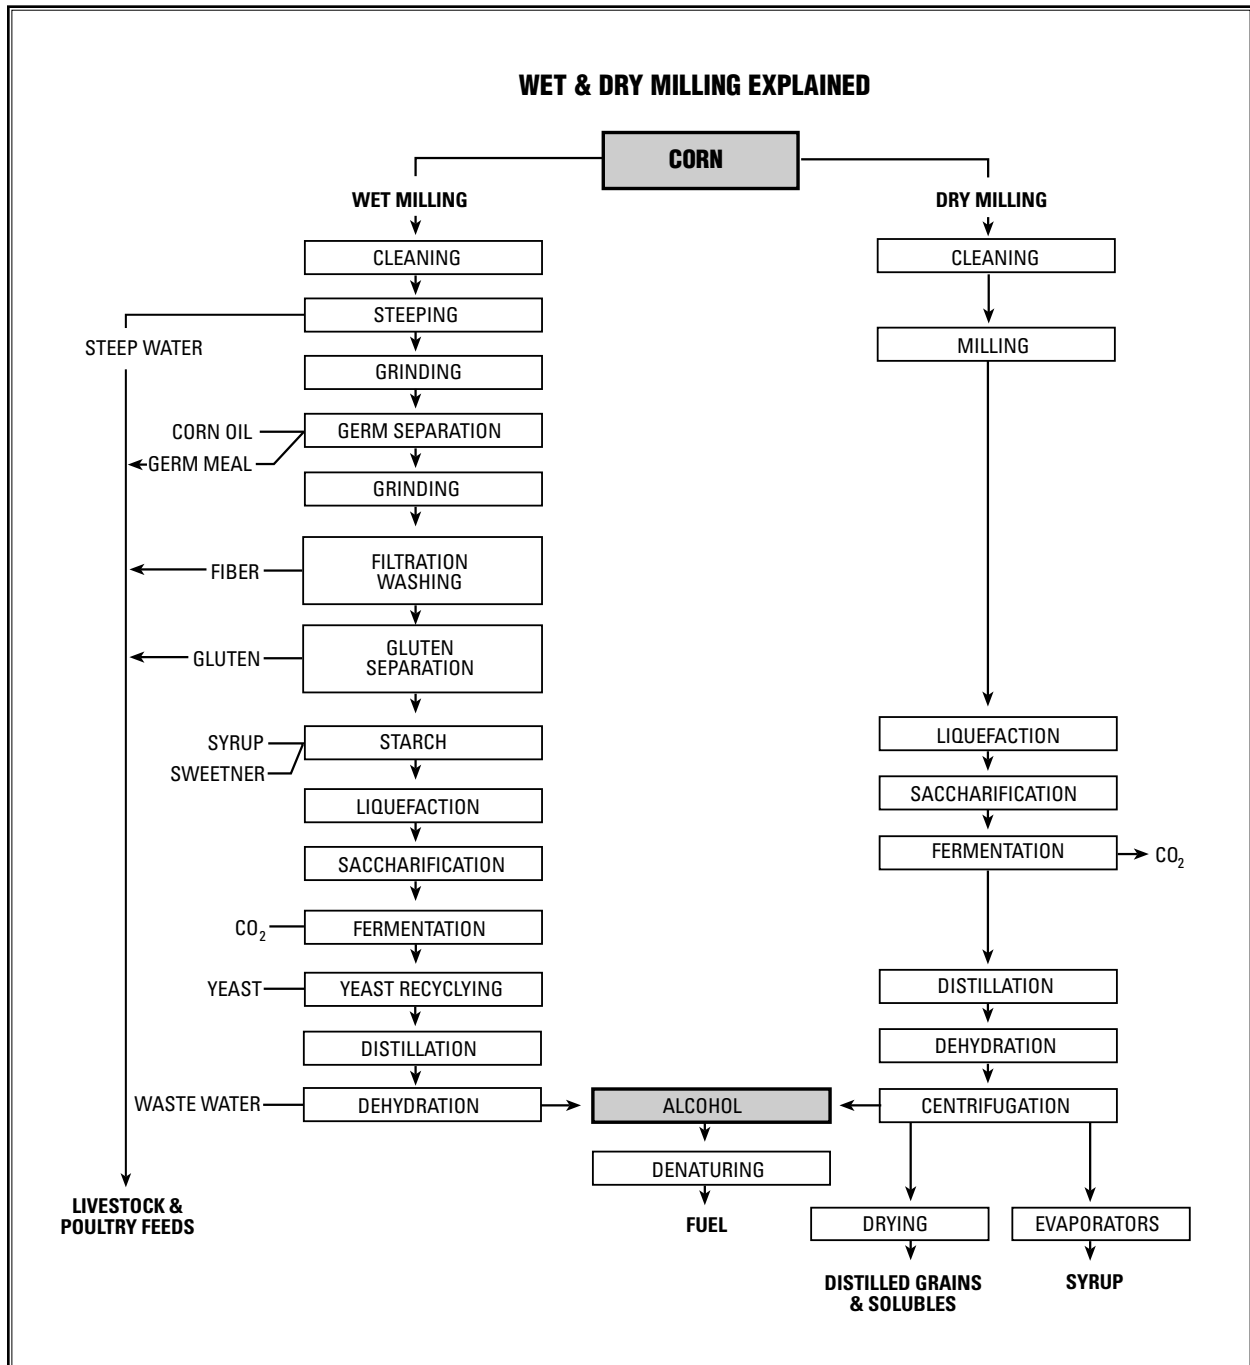 WET & DRY MILLING EXPLAINED
CORN
WET MILLING
CLEANING
STEEPING
STEEP WATER
GRINDING
CORN OIL
GERM SEPARATION
GERM MEAL
GRINDING
FIBER
FILTRATION
WASHING
GLUTEN
GLUTEN
SEPARATION
SYRUP
STARCH
SWEETNER
LIQUEFACTION
SACCHARIFICATION
CO₂
FERMENTATION
YEAST
YEAST RECYCLYING
DISTILLATION
WASTE WATER
DEHYDRATION
LIVESTOCK &
POULTRY FEEDS
ALCOHOL
DENATURING
FUEL
DRY MILLING
CLEANING
MILLING
LIQUEFACTION
SACCHARIFICATION
FERMENTATION
CO₂
DISTILLATION
DEHYDRATION
CENTRIFUGATION
DRYING
DISTILLED GRAINS
& SOLUBLES
EVAPORATORS
SYRUP